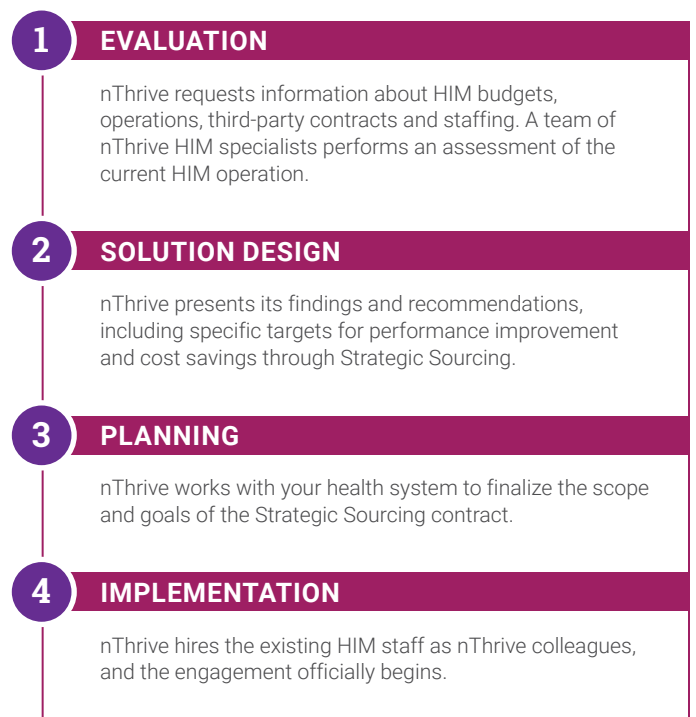 1
EVALUATION
nThrive requests information about HIM budgets,
operations, third-party contracts and staffing. A team of
nThrive HIM specialists performs an assessment of the
current HIM operation.
2
SOLUTION DESIGN
nThrive presents its findings and recommendations,
including specific targets for performance improvement
and cost savings through Strategic Sourcing.
3
PLANNING
nThrive works with your health system to finalize the scope
and goals of the Strategic Sourcing contract.
4
IMPLEMENTATION
nThrive hires the existing HIM staff as nThrive colleagues,
and the engagement officially begins.